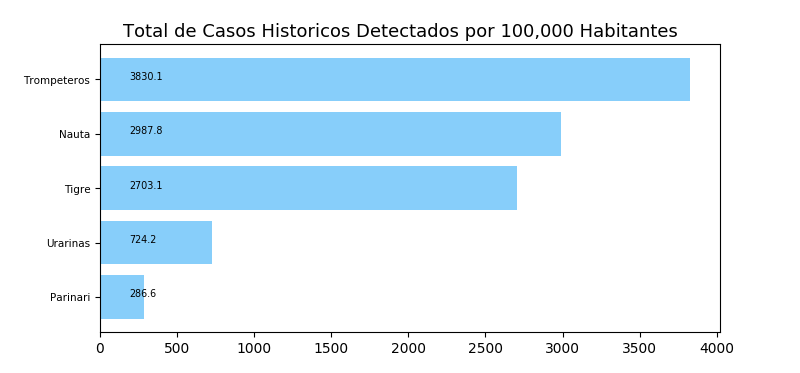 Total de Casos Historicos Detectados por 100,000 Habitantes
Trompeteros 3830.1
Nauta 2987.8
Tigre 2703.1
Urarinas 724.2
Parinari 286.6
0 500 1000 1500 2000 2500 3000 3500 4000